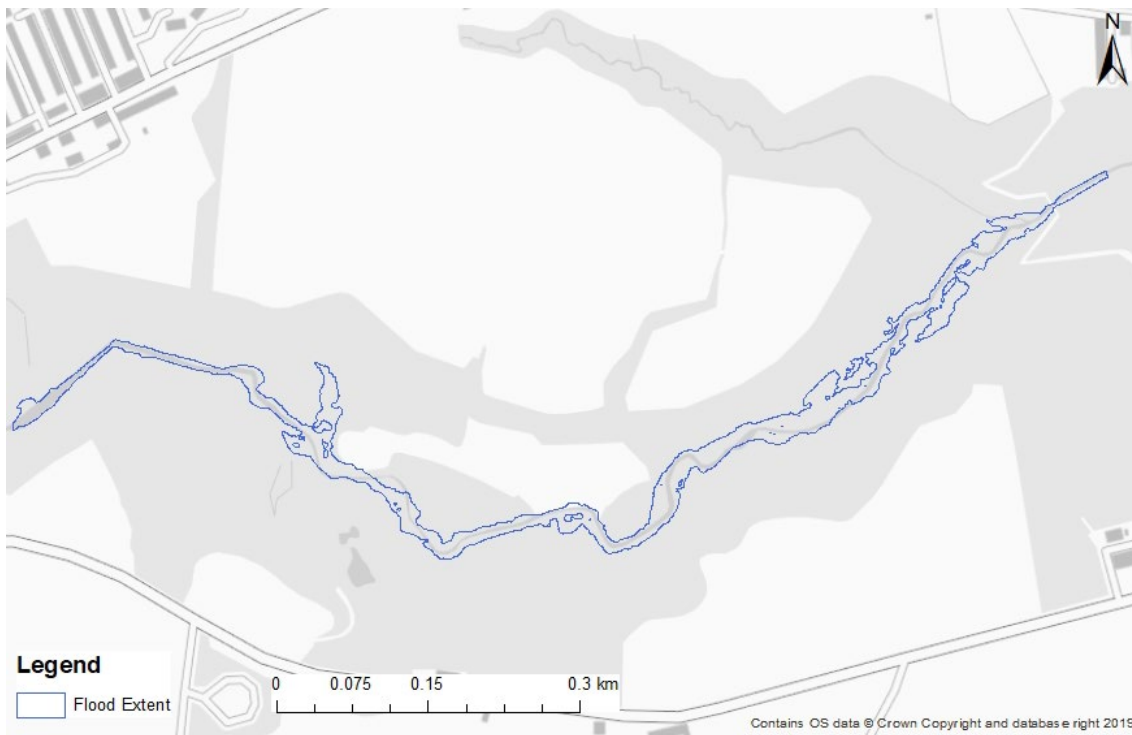 N
Legend
Flood Extent
0 0.075 0.15 0.3 km
Contains OS data © Crown Copyright and database right 2019